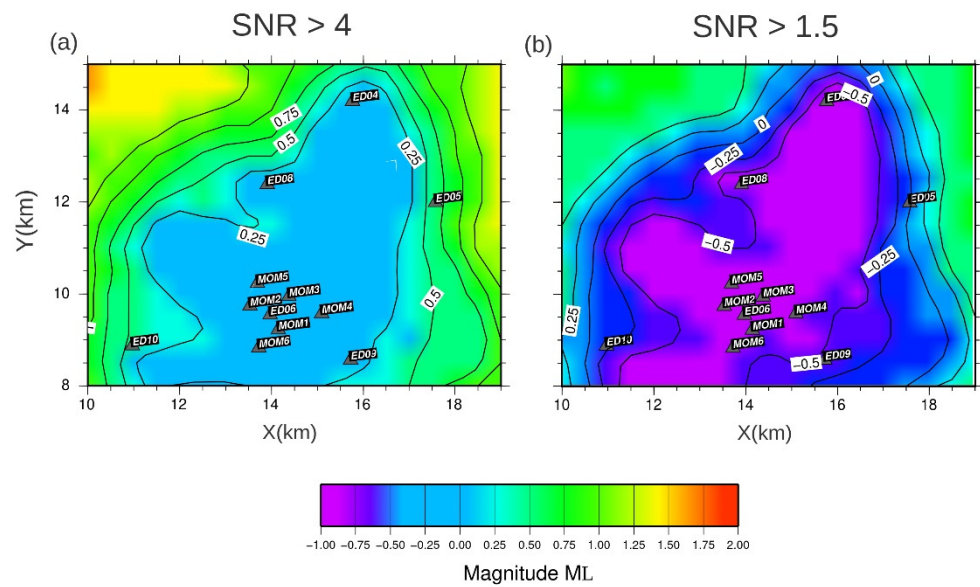 SNR > 4
SNR > 1.5
(a)
(b)
0.75
0.5
0.25
0.25
0.5
1
ED04
ED08
ED05
MOM5
MOM3
MOM2
ED06
MOM4
MOM1
MOM6
ED10
ED09
14
12
10
8
10 12 14 16 18
X(km)
Y(km)
0
−0.5
0
−0.25
−0.5
−0.25
0.25
−0.5
ED08
ED05
MOM5
MOM3
MOM2
ED06
MOM4
MOM1
MOM6
ED10
ED09
10 12 14 16 18
X(km)
−1.00 −0.75 −0.50 −0.25 0.00 0.25 0.50 0.75 1.00 1.25 1.50 1.75 2.00
Magnitude ML